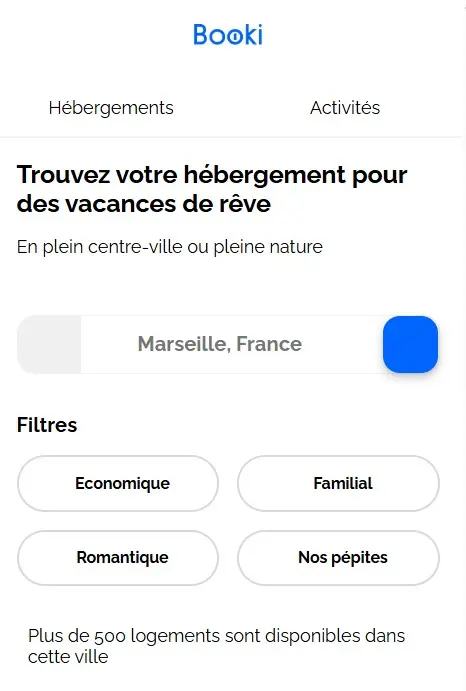 Booki
Hébergements
Activités
Trouvez votre hébergement pour
des vacances de rêve
En plein centre-ville ou pleine nature
Marseille, France
Filtres
Economique
Familial
Romantique
Nos pépites
Plus de 500 logements sont disponibles dans
cette ville